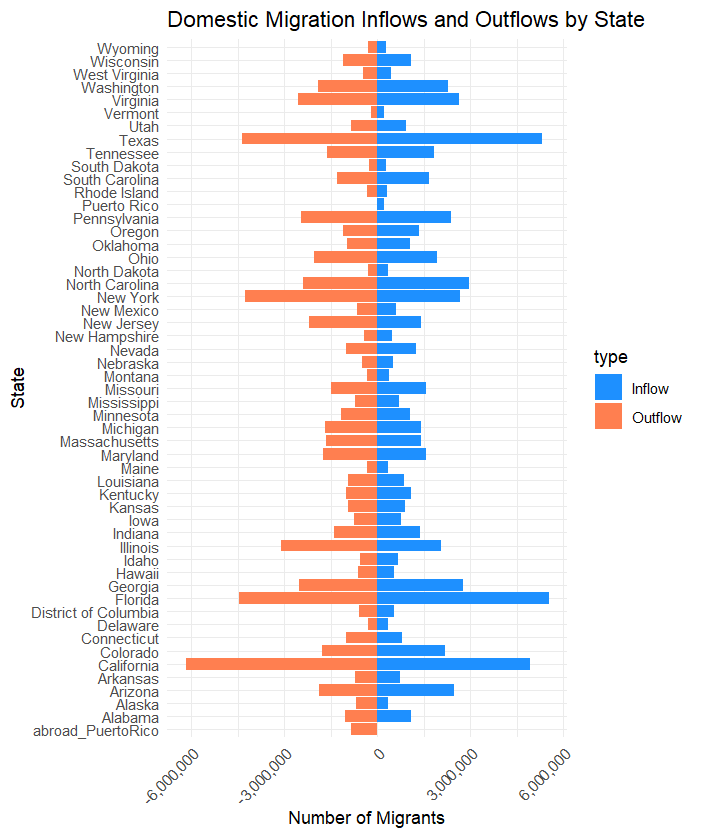 Domestic Migration Inflows and Outflows by State
Wyoming
Wisconsin
West Virginia
Washington
Virginia
Vermont
Utah
Texas
Tennessee
South Dakota
South Carolina
Rhode Island
Puerto Rico
Pennsylvania
Oregon
Oklahoma
Ohio
North Dakota
North Carolina
New York
New Mexico
New Jersey
New Hampshire
Nevada
Nebraska
Montana
Missouri
Mississippi
Minnesota
Michigan
Massachusetts
Maryland
Maine
Louisiana
Kentucky
Kansas
Iowa
Indiana
Illinois
Idaho
Hawaii
Georgia
Florida
District of Columbia
Delaware
Connecticut
Colorado
California
Arkansas
Arizona
Alaska
Alabama
abroad_PuertoRico
State
-6,000,000
-3,000,000
0
3,000,000
6,000,000
Number of Migrants
type
Inflow
Outflow